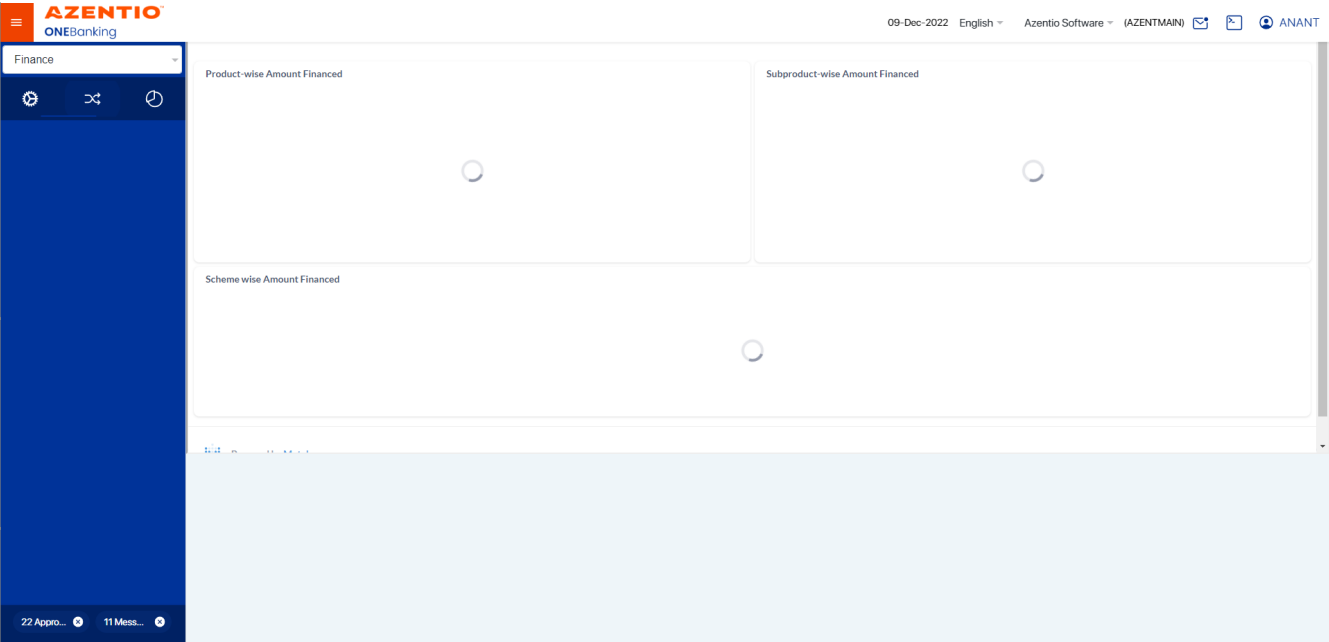 AZENTIO
ONEBanking
09-Dec-2022 English Azentio Software (AZENTMAIN) ANANT
Finance
Product-wise Amount Financed Subproduct-wise Amount Financed
Scheme wise Amount Financed
22 Appro... 11 Mess...